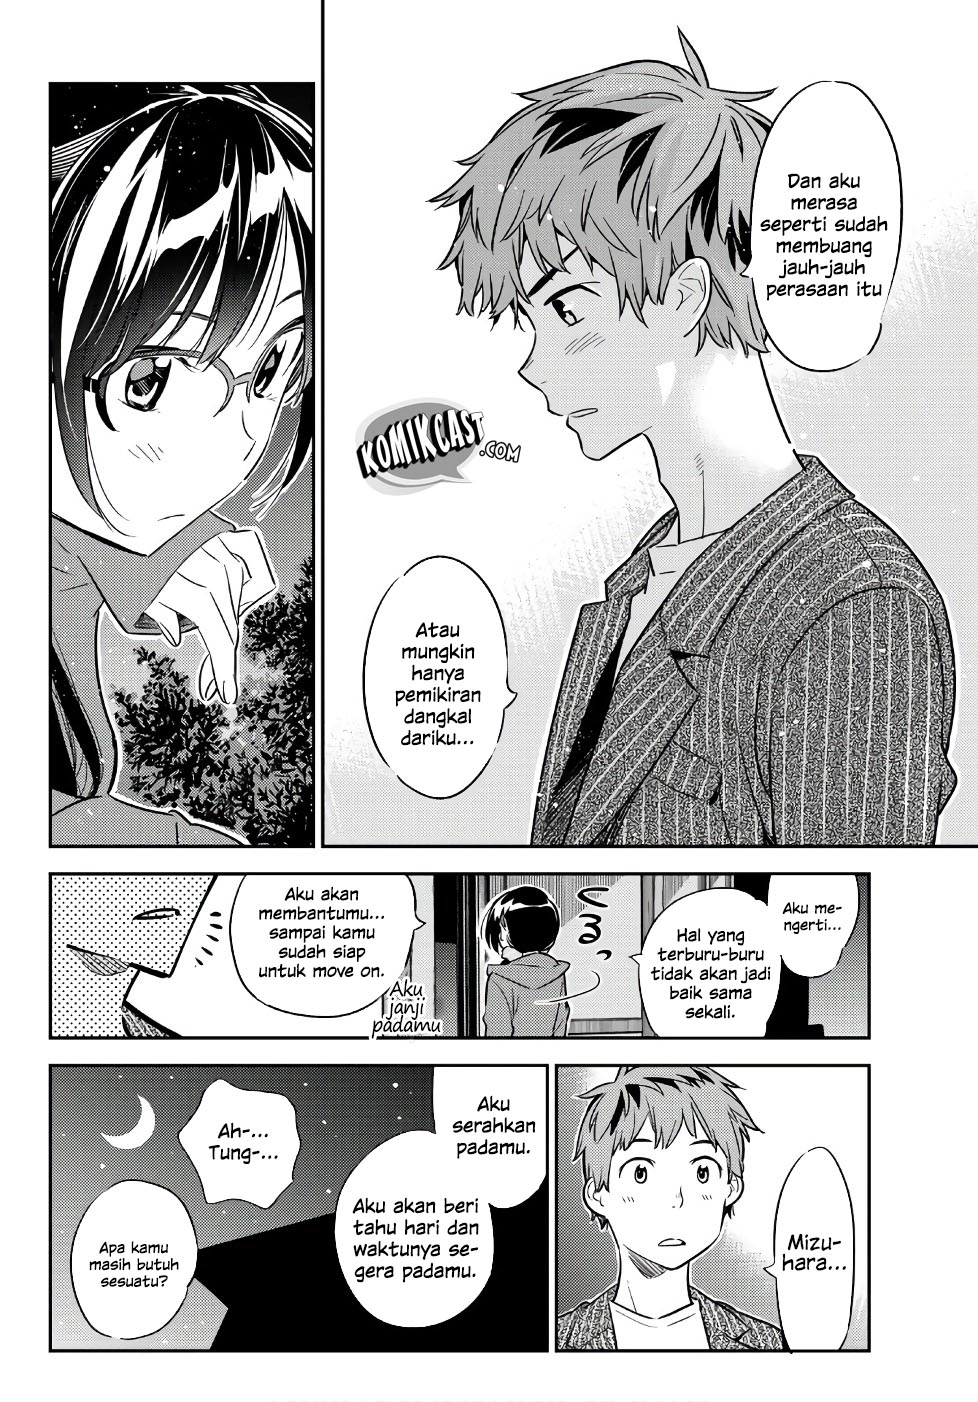 Dan aku
merasa
seperti sudah
membuang
jauh-jauh
perasaan itu
KOMIKCAST
.COM
Atau
mungkin
hanya
pemikiran
dangkal
dariku...
Aku me-
ngerti...
Hal yang
terburu-buru
tidak akan jadi
baik sama
sekali.
くるっ
Aku akan
membantumu...
sampai kamu
sudah siap
untuk move on.
Aku
janji
padamu
Mizu-
hara...
Aku
serahkan
padamu.
Aku akan beri
tahu hari dan
waktunya se-
gera padamu.
Ah-...
Tung-...
Apa kamu
masih butuh
sesuatu?